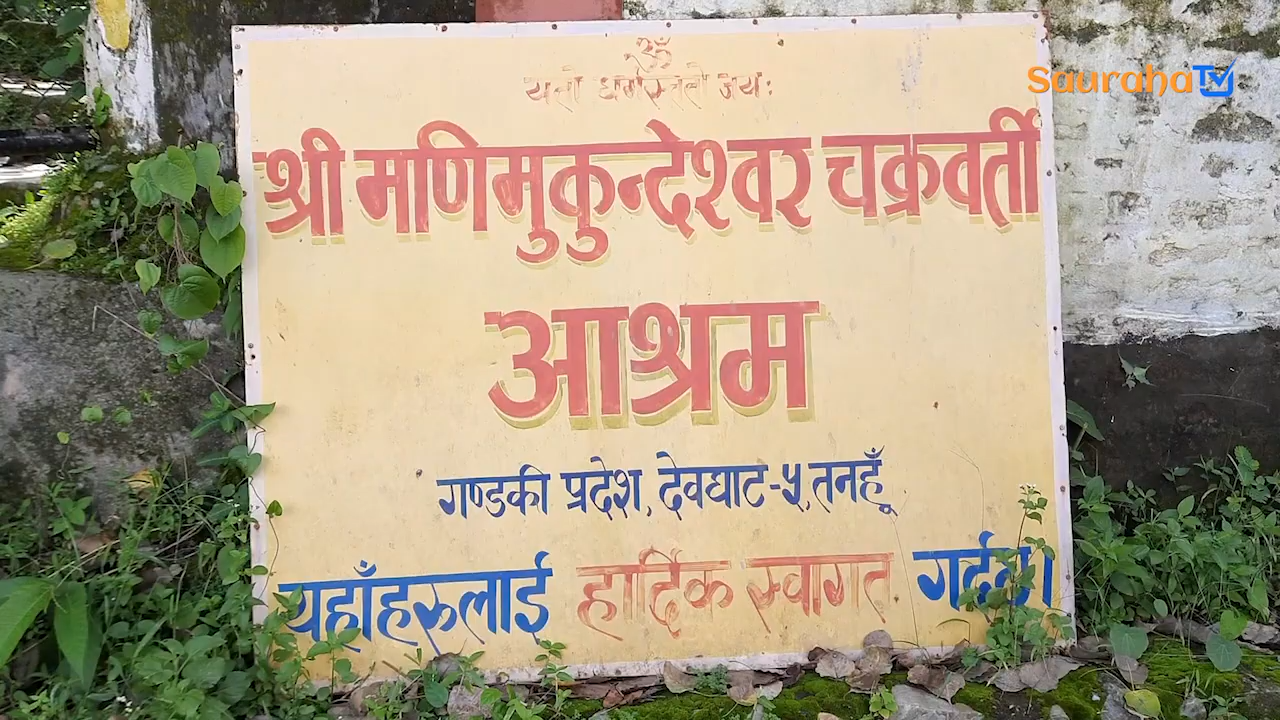 ॐ
यतो धर्मस्ततो जयः
SaurahaTV
श्री मणिमुकुन्देश्वर चक्रवर्ती
आश्रम
गण्डकी प्रदेश, देवघाट-५, तनहूँ
यहाँहरुलाई हार्दिक स्वागत गर्दछ।